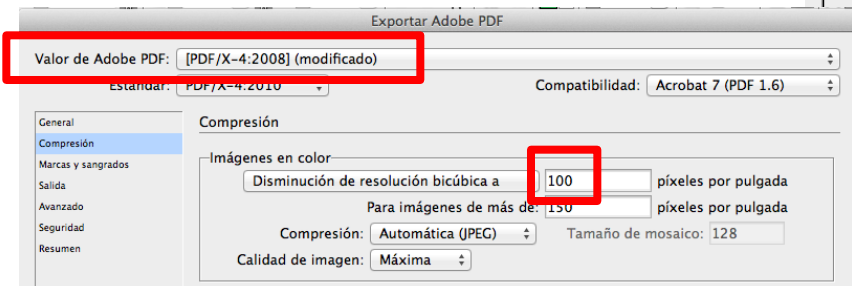 Exportar Adobe PDF
Valor de Adobe PDF: [PDF/X-4:2008] (modificado)
Estándar: PDF/X-4:2010 Compatibilidad: Acrobat 7 (PDF 1.6)
General
Compresión
Marcas y sangrados
Salida
Avanzado
Seguridad
Resumen
Compresión
Imágenes en color
Disminución de resolución bicúbica a 100 píxeles por pulgada
Para imágenes de más de: 150 píxeles por pulgada
Compresión: Automática (JPEG) Tamaño de mosaico: 128
Calidad de imagen: Máxima